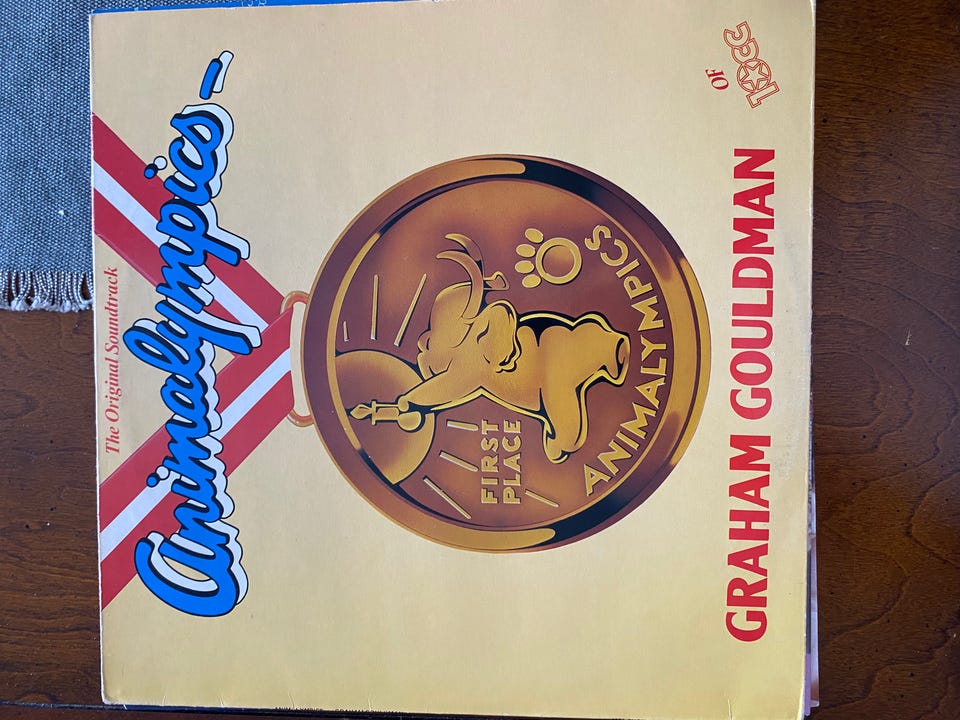 The Original Soundtrack
Animalympics
FIRST
PLACE
ANIMALYMPICS
GRAHAM GOULDMAN
OF 10cc